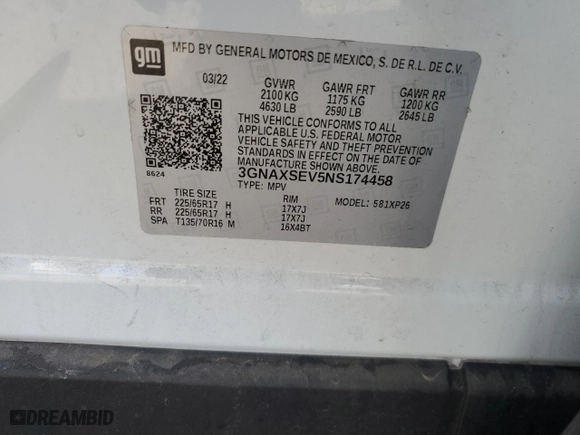 gm MFD BY GENERAL MOTORS DE MEXICO, S. DE R.L. DE C.V.
03/22 GVWR GAWR FRT GAWR RR
2100 KG 1175 KG 1200 KG
4630 LB 2590 LB 2645 LB
THIS VEHICLE CONFORMS TO ALL
APPLICABLE U.S. FEDERAL MOTOR
VEHICLE SAFETY AND THEFT
PREVENTION STANDARDS IN
EFFECT ON THE DATE OF
MANUFACTURE SHOWN ABOVE.
3GNAXSEV5NS174458
8624 TYPE: MPV
TIRE SIZE RIM MODEL: 581XP26
FRT 225/65R17 H 17X7J
RR 225/65R17 H 17X7J
SPA T135/70R16 M 16X4BT
DREAMBID